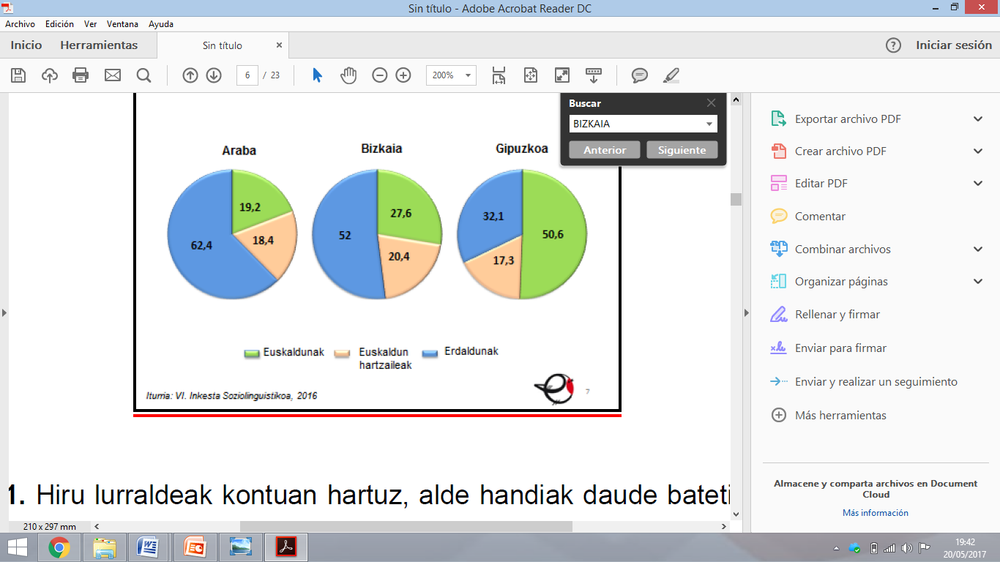 Sin título - Adobe Acrobat Reader DC
Archivo Edición Ver Ventana Ayuda
Inicio Herramientas Sin título × ? Iniciar sesión
6 / 23 200%
Buscar
BIZKAIA
Anterior Siguiente
Araba Bizkaia Gipuzkoa
19,2
18,4
62,4
27,6
20,4
52
50,6
17,3
32,1
Euskaldunak Euskaldun hartzaileak Erdaldunak
Iturria: VI. Inkesta Soziolinguistikoa, 2016
7
1. Hiru lurraldeak kontuan hartuz, alde handiak daude bateti
210 x 297 mm
Exportar archivo PDF
Crear archivo PDF
Editar PDF
Comentar
Combinar archivos
Organizar páginas
Rellenar y firmar
Enviar para firmar
Enviar y realizar un seguimiento
Más herramientas
Almacene y comparta archivos en Document
Cloud
Más información
19:42
20/05/2017